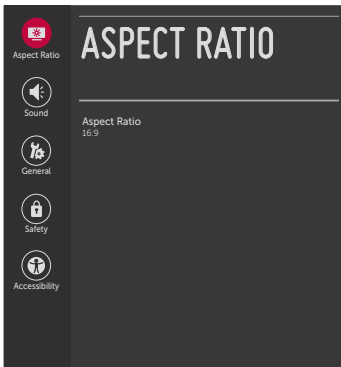 Aspect Ratio
Sound
General
Safety
Accessibility
ASPECT RATIO
Aspect Ratio
16:9